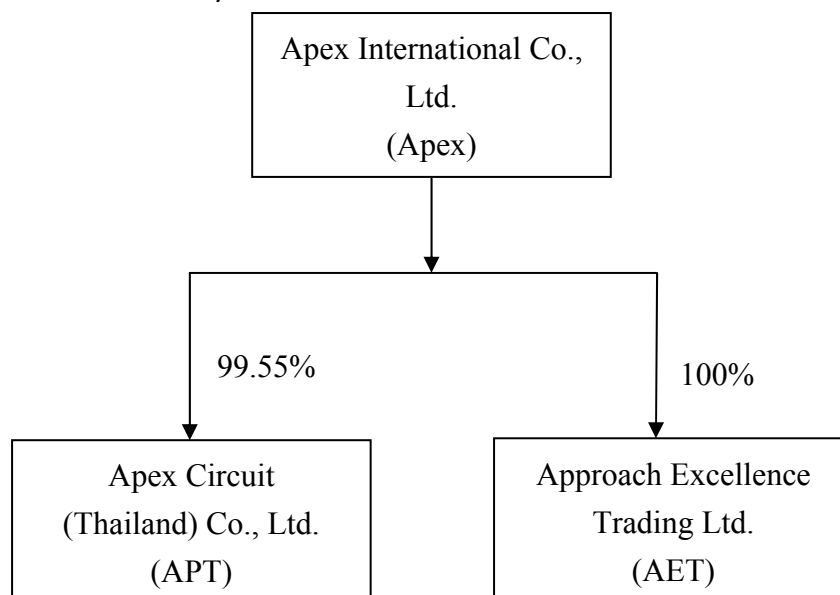 Apex International Co.,
Ltd.
(Apex)
99.55%
100%
Apex Circuit
(Thailand) Co., Ltd.
(APT)
Approach Excellence
Trading Ltd.
(AET)